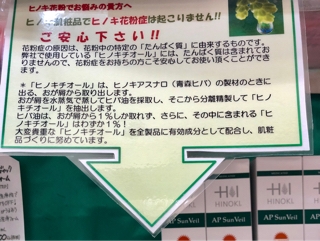 ヒノキ花粉でお悩みの貴方へ
ヒノキ花粉症は起こりません!!
ご安心下さい!!
花粉症の原因は、花粉中の特定の「たんぱく質」に由来するものです。
弊社で使用している「ヒノキチオール」には、たんぱく質は含まれて
おりませんので、花粉症をお持ちの方にも安心してお使い頂くことがで
きます。
*「ヒノキチオール」は、ヒノキアスナロ(青森ヒバ)の製材のときに
出る、おが屑から取り出します。
おが屑を水蒸気で蒸してヒバ油を採取し、そこから分離精製して「ヒノ
キチオール」を抽出します。
ヒバ油は、おが屑から1%しか取れず、さらに、その中に含まれる「ヒ
ノキチオール」はわずか1%!
大変貴重な「ヒノキチオール」を全製品に有効成分として配合し、肌粧
品づくりに努めています。
HINOKI
AP Sun Veil
HINOKI
AP Sun Veil